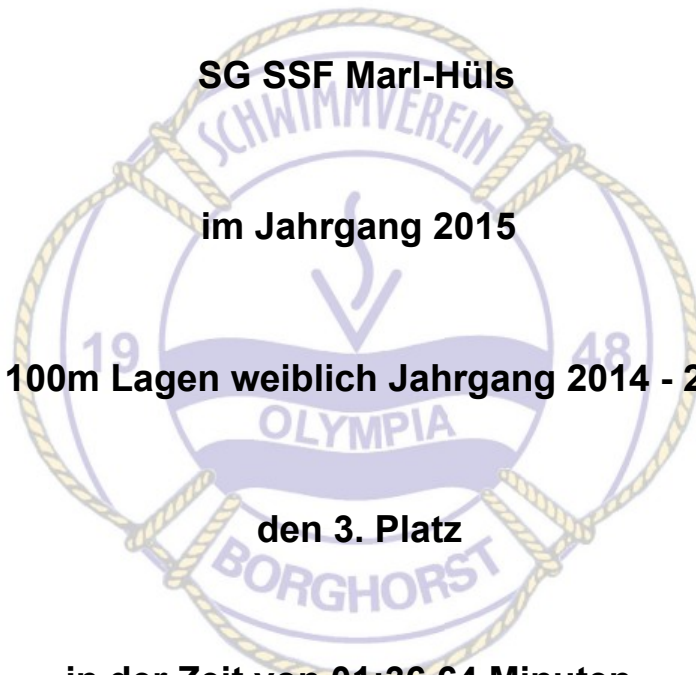 SG SSF Marl-Hüls
SCHWIMMVEREIN
im Jahrgang 2015
19 48
100m Lagen weiblich Jahrgang 2014 - 2
OLYMPIA
den 3. Platz
BORGHORST
in der Zeit von 01:36,64 Minuten